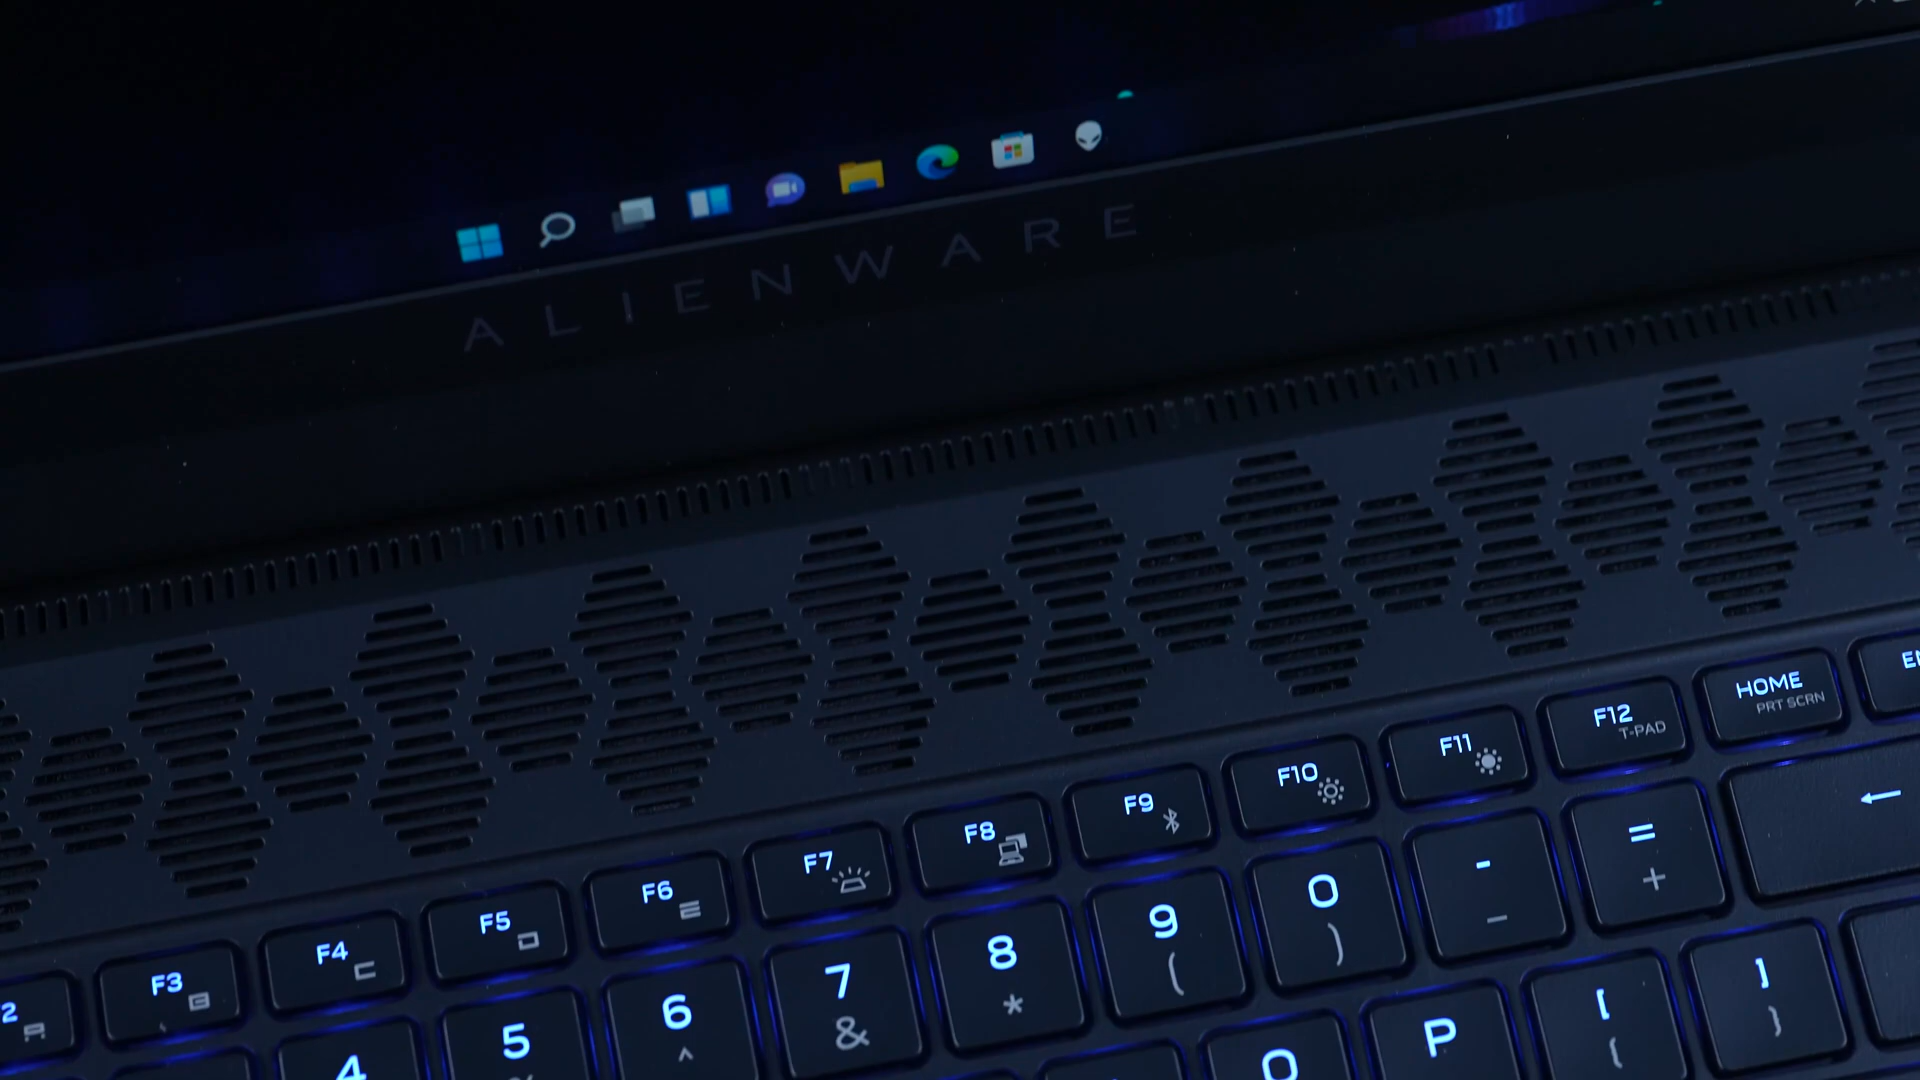 ALIENWARE
F3
F4
F5
F6
F7
F8
F9
F10
F11
F12
T-PAD
HOME
PRT SCRN
4
5
6
^
7
&
8
*
9
(
0
)
-
_
=
+
←
O
P
[
{
]
}